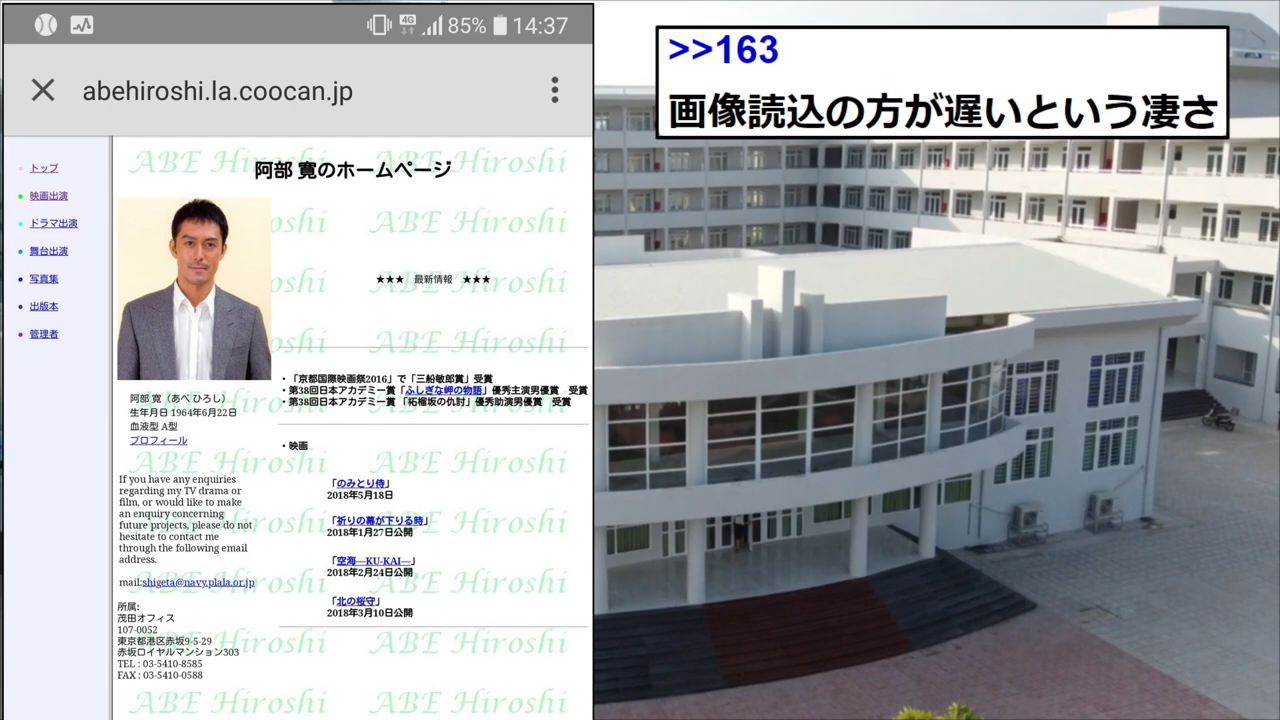 4G
85%
14:37
abehiroshi.la.coocan.jp
>>163
画像読込の方が遅いという凄さ
トップ
映画出演
ドラマ出演
舞台出演
写真集
出版本
管理者
ABE Hiroshi ABE Hiroshi
阿部 寛のホームページ
ABE Hiroshi
★★★ 最新情報 ★★★
・「京都国際映画祭2016」で「三船敏郎賞」受賞
・第38回日本アカデミー賞「ふしぎな岬の物語」優秀主演男優賞 受賞
・第38回日本アカデミー賞「柘榴坂の仇討」優秀助演男優賞 受賞
阿部 寛（あべ ひろし）
生年月日 1964年6月22日
血液型 A型
プロフィール
・映画
「のみとり侍」
2018年5月18日
「祈りの幕が下りる時」
2018年1月27日公開
「空海―KU-KAI―」
2018年2月24日公開
「北の桜守」
2018年3月10日公開
If you have any enquiries
regarding my TV drama or
film, or would like to make
an enquiry concerning
future projects, please do not
hesitate to contact me
through the following email
address.
mail:shigeta@navy.plala.or.jp
所属:
茂田オフィス
107-0052
東京都港区赤坂9-5-29
赤坂ロイヤルマンション303
TEL : 03-5410-8585
FAX : 03-5410-0588
ABE Hiroshi ABE Hiroshi